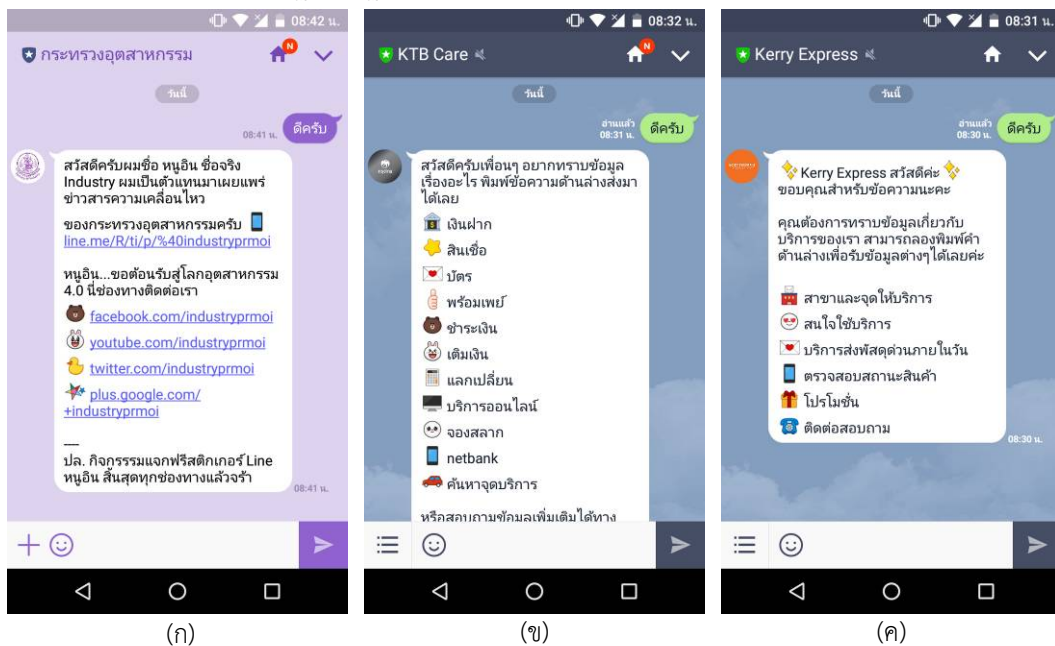 08:42 น.
กระทรวงอุตสาหกรรม
N
วันนี้
08:41 น.
ดีครับ
สวัสดีครับผมชื่อ หนูอิน ชื่อจริง
Industry ผมเป็นตัวแทนมาเผยแพร่
ข่าวสารความเคลื่อนไหว
ของกระทรวงอุตสาหกรรมครับ
line.me/R/ti/p/%40industryprmoi
หนูอิน...ขอต้อนรับสู่โลกอุตสาหกรรม
4.0 นี่ช่องทางติดต่อเรา
facebook.com/industryprmoi
youtube.com/industryprmoi
twitter.com/industryprmoi
plus.google.com/
+industryprmoi
—
ปล. กิจกรรรมแจกฟรีสติกเกอร์ Line
หนูอิน สิ้นสุดทุกช่องทางแล้วจร้า
08:41 น.
(ก)
08:32 น.
KTB Care
N
วันนี้
อ่านแล้ว
08:31 น.
ดีครับ
สวัสดีครับเพื่อนๆ อยากทราบข้อมูล
เรื่องอะไร พิมพ์ข้อความด้านล่างส่งมา
ได้เลย
เงินฝาก
สินเชื่อ
บัตร
พร้อมเพย์
ชำระเงิน
เติมเงิน
แลกเปลี่ยน
บริการออนไลน์
จองสลาก
netbank
ค้นหาจุดบริการ
หรือสอบถามข้อมูลเพิ่มเติมได้ทาง
(ข)
08:31 น.
Kerry Express
วันนี้
อ่านแล้ว
08:30 น.
ดีครับ
Kerry Express สวัสดีค่ะ
ขอบคุณสำหรับข้อความนะคะ
คุณต้องการทราบข้อมูลเกี่ยวกับ
บริการของเรา สามารถลองพิมพ์คำ
ด้านล่างเพื่อรับข้อมูลต่างๆได้เลยค่ะ
สาขาและจุดให้บริการ
สนใจใช้บริการ
บริการส่งพัสดุด่วนภายในวัน
ตรวจสอบสถานะสินค้า
โปรโมชั่น
ติดต่อสอบถาม
08:30 น.
(ค)